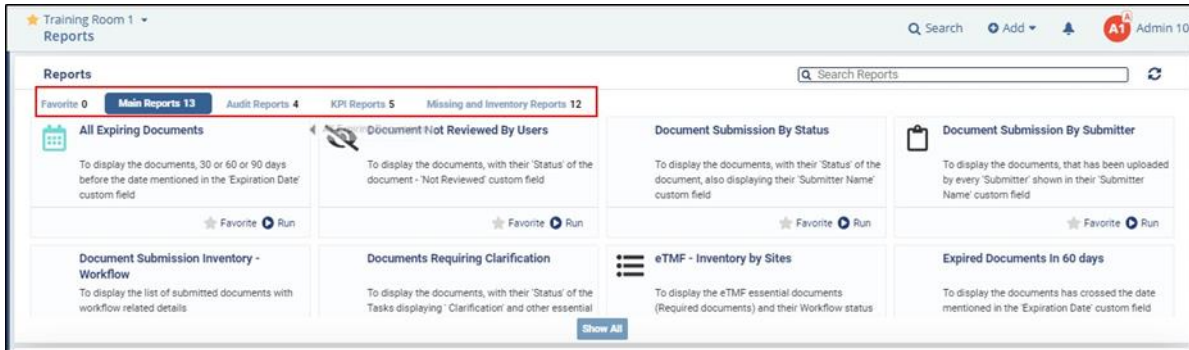 Training Room 1
Reports
Search
Add
A
A1
Admin 10
Reports
Search Reports
Favorite 0
Main Reports 13
Audit Reports 4
KPI Reports 5
Missing and Inventory Reports 12
All Expiring Documents
To display the documents, 30 or 60 or 90 days
before the date mentioned in the 'Expiration Date'
custom field
Favorite Run
Document Not Reviewed By Users
To display the documents, with their 'Status' of the
document - 'Not Reviewed' custom field
Favorite Run
Document Submission By Status
To display the documents, with their 'Status' of the
document, also displaying their 'Submitter Name'
custom field
Favorite Run
Document Submission By Submitter
To display the documents, that has been uploaded
by every 'Submitter' shown in their 'Submitter
Name' custom field
Favorite Run
Document Submission Inventory -
Workflow
To display the list of submitted documents with
workflow related details
Documents Requiring Clarification
To display the documents, with their 'Status' of the
Tasks displaying ' Clarification' and other essential
eTMF - Inventory by Sites
To display the eTMF essential documents
(Required documents) and their Workflow status
Expired Documents In 60 days
To display the documents has crossed the date
mentioned in the 'Expiration Date' custom field
Show All